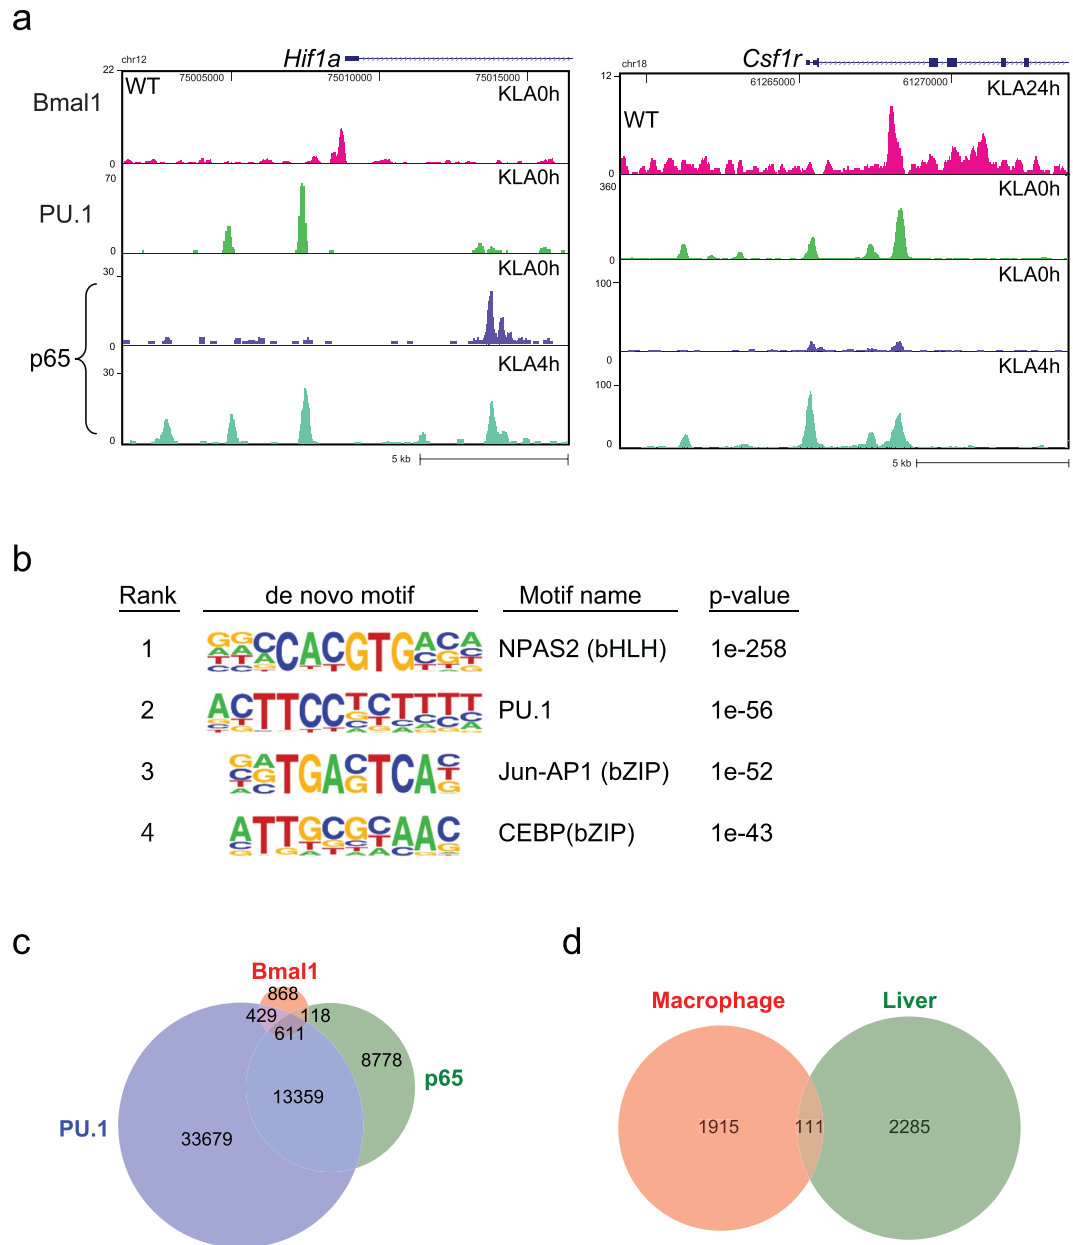 a
chr12
Hif1a
22
75005000
75010000
75015000
WT
KLA0h
Bmal1
0
70
KLA0h
PU.1
0
30
KLA0h
p65
0
30
KLA4h
0
5 kb
chr18
Csf1r
12
61265000
61270000
KLA24h
WT
0
360
KLA0h
0
100
KLA0h
0
100
KLA4h
0
5 kb
b
Rank de novo motif Motif name p-value
1 NPAS2 (bHLH) 1e-258
2 PU.1 1e-56
3 Jun-AP1 (bZIP) 1e-52
4 CEBP(bZIP) 1e-43
c
Bmal1
868
429 118
611
8778
p65
13359
PU.1
33679
d
Macrophage Liver
1915 111 2285